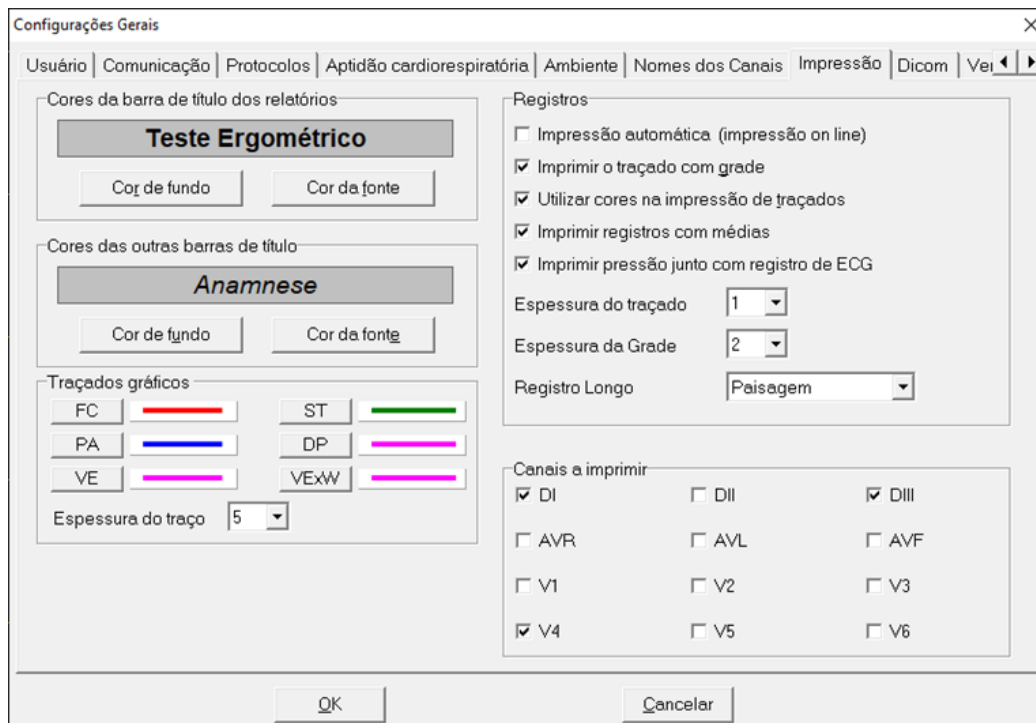 Configurações Gerais
Usuário Comunicação Protocolos Aptidão cardiorespiratória Ambiente Nomes dos Canais Impressão Dicom Ve
Cores da barra de título dos relatórios
Teste Ergométrico
Cor de fundo Cor da fonte
Cores das outras barras de título
Anamnese
Cor de fundo Cor da fonte
Traçados gráficos
FC ST
PA DP
VE VExW
Espessura do traço 5
Registros
Impressão automática (impressão on line)
Imprimir o traçado com grade
Utilizar cores na impressão de traçados
Imprimir registros com médias
Imprimir pressão junto com registro de ECG
Espessura do traçado 1
Espessura da Grade 2
Registro Longo Paisagem
Canais a imprimir
DI DII DIII
AVR AVL AVF
V1 V2 V3
V4 V5 V6
OK Cancelar